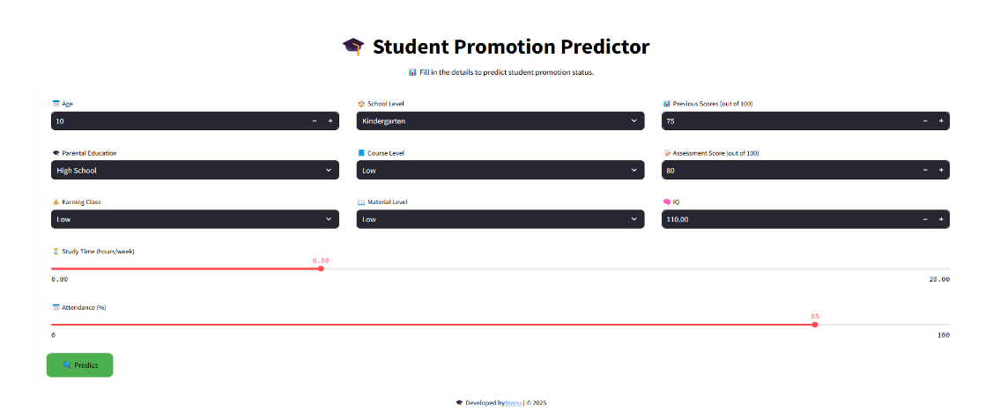 🎓 Student Promotion Predictor
📊 Fill in the details to predict student promotion status.
📅 Age
🏫 School Level
📊 Previous Scores (out of 100)
10 − +
Kindergarten
75 − +
🎓 Parental Education
📘 Course Level
📝 Assessment Score (out of 100)
High School
Low
80 − +
💰 Earning Class
📖 Material Level
🧠 IQ
Low
Low
110.00 − +
⏳ Study Time (hours/week)
6.00
0.00
20.00
📅 Attendance (%)
85
0
100
🔍 Predict
🎓 Developed byAtanu | © 2025